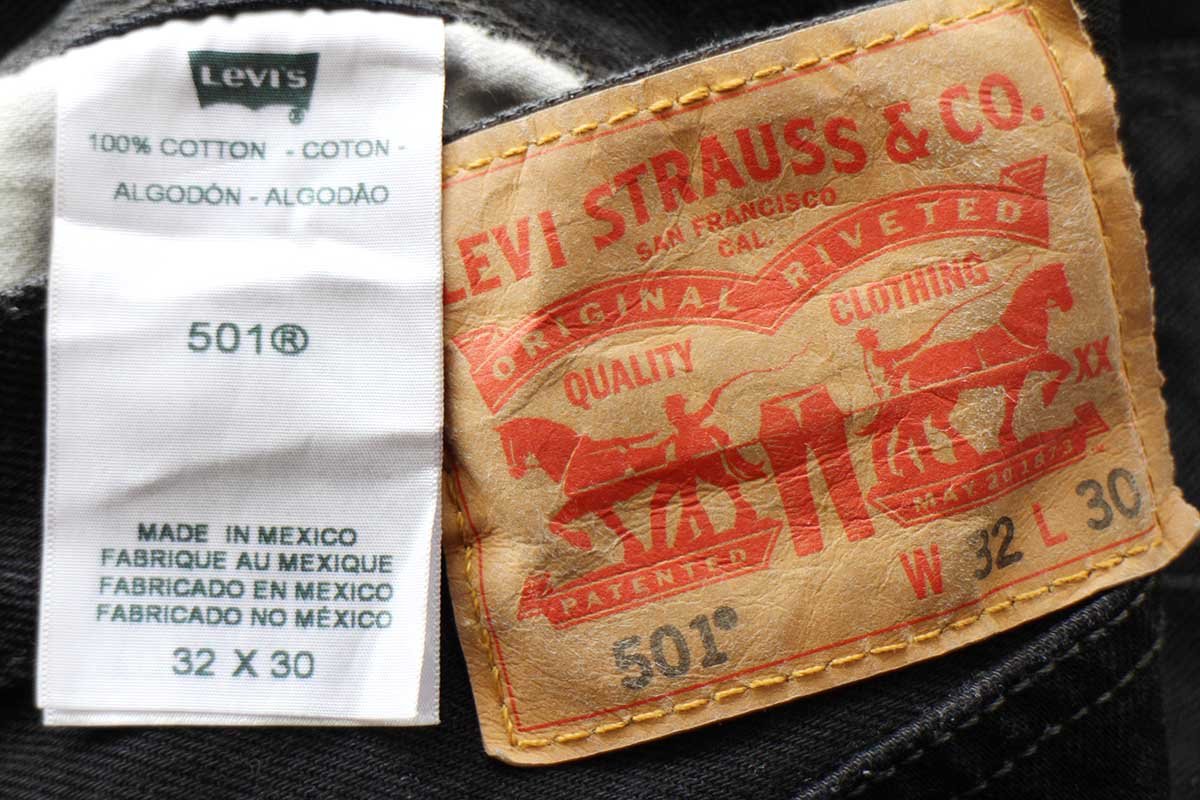 Levi's
®
100% COTTON - COTON -
ALGODÓN - ALGODÃO
501®
MADE IN MEXICO
FABRIQUE AU MEXIQUE
FABRICADO EN MEXICO
FABRICADO NO MÉXICO
32 X 30
LEVI STRAUSS & CO.
SAN FRANCISCO
CAL.
ORIGINAL RIVETED
QUALITY CLOTHING
XX
PATENTED MAY 20 1873
501® W 32 L 30